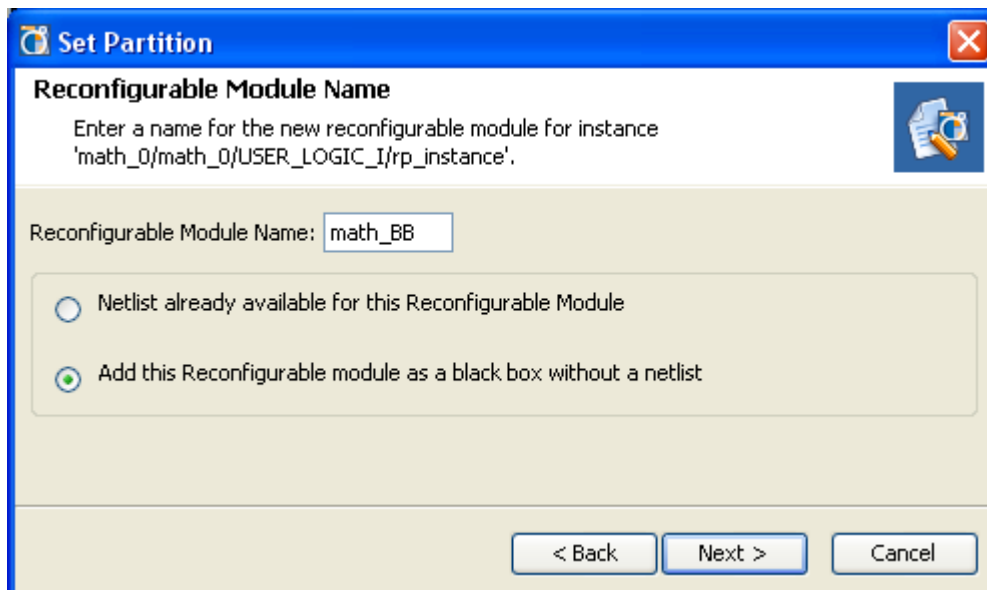 Set Partition
Reconfigurable Module Name
Enter a name for the new reconfigurable module for instance
'math_0/math_0/USER_LOGIC_I/rp_instance'.
Reconfigurable Module Name: math_BB
Netlist already available for this Reconfigurable Module
Add this Reconfigurable module as a black box without a netlist
< Back Next > Cancel